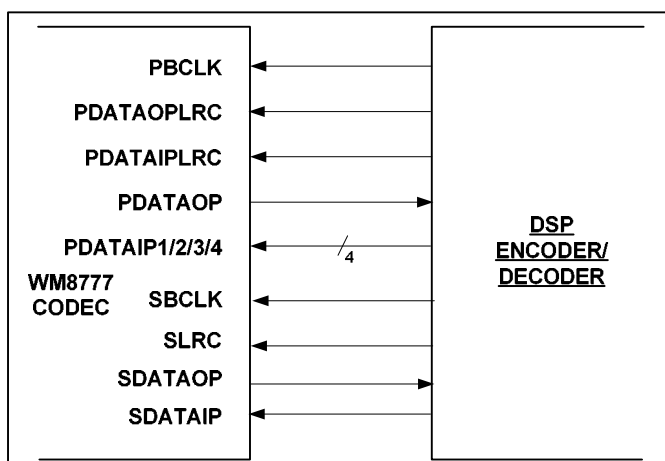 PBCLK
PDATAOPLRC
PDATAIPLRC
PDATAOP
PDATAIP1/2/3/4
4
WM8777
CODEC
SBCLK
SLRC
SDATAOP
SDATAIP
DSP
ENCODER/
DECODER